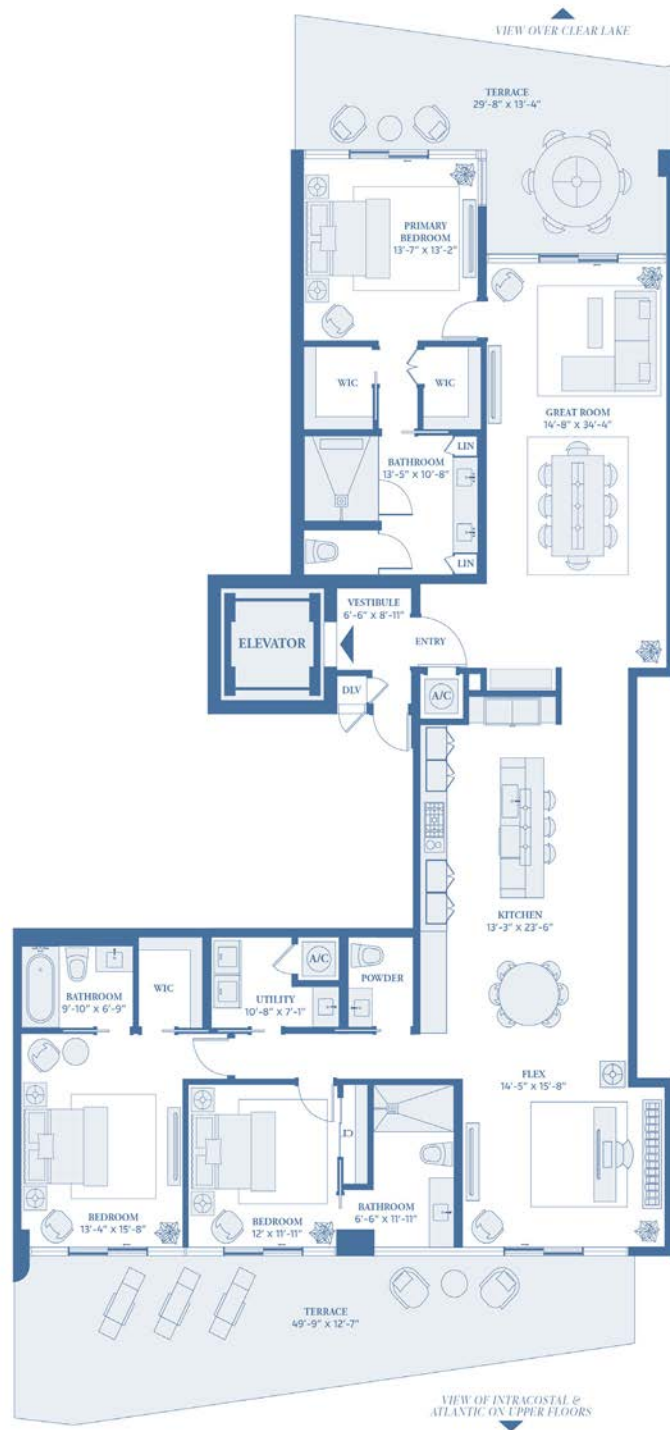 VIEW OVER CLEAR LAKE
TERRACE
29'-8" X 13'-4"
PRIMARY
BEDROOM
13'-7" X 13'-2"
WIC
WIC
GREAT ROOM
14'-8" X 34'-4"
LIN
BATHROOM
13'-5" X 10'-8"
LIN
VESTIBULE
6'-6" X 8'-11"
ELEVATOR
ENTRY
DLV
A/C
KITCHEN
13'-3" X 23'-6"
A/C
POWDER
BATHROOM
9'-10" X 6'-9"
WIC
UTILITY
10'-8" X 7'-1"
FLEX
14'-5" X 15'-8"
CL
BEDROOM
13'-4" X 15'-8"
BEDROOM
12' X 11'-11"
BATHROOM
6'-6" X 11'-11"
TERRACE
49'-9" X 12'-7"
VIEW OF INTRACOSTAL &
ATLANTIC ON UPPER FLOORS